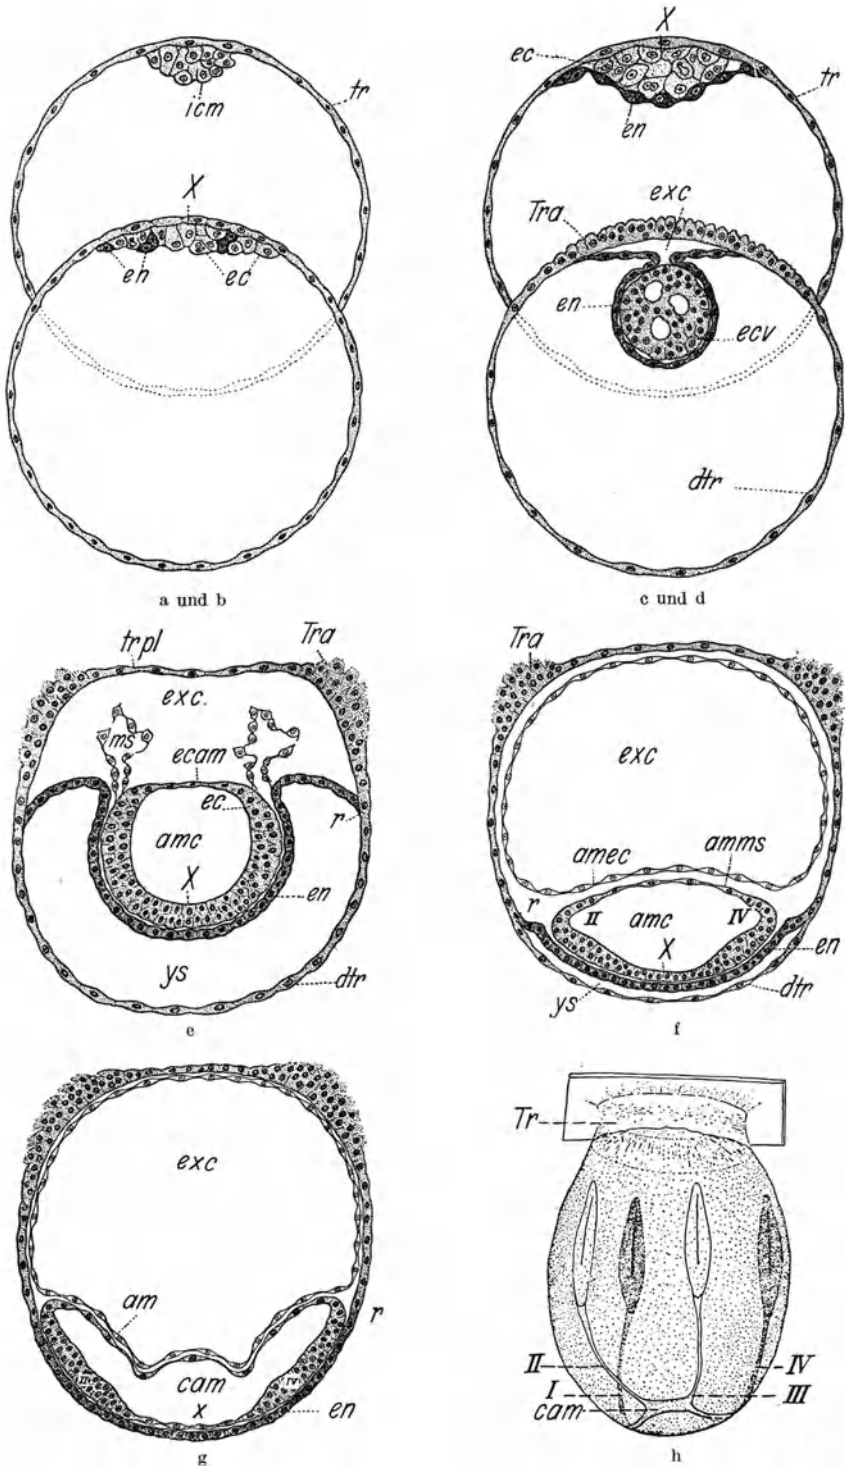 icm
tr
X
en
ec
a und b
X
ec
tr
en
Tra
exc
en
ecv
dtr
c und d
trpl
Tra
exc.
ms
ecam
ec
r
amc
X
en
ys
dtr
e
Tra
exc
amec
amms
r
II
amc
IV
X
en
ys
dtr
f
exc
am
r
II
cam
IV
x
en
g
Tr
II
IV
I
III
cam
h